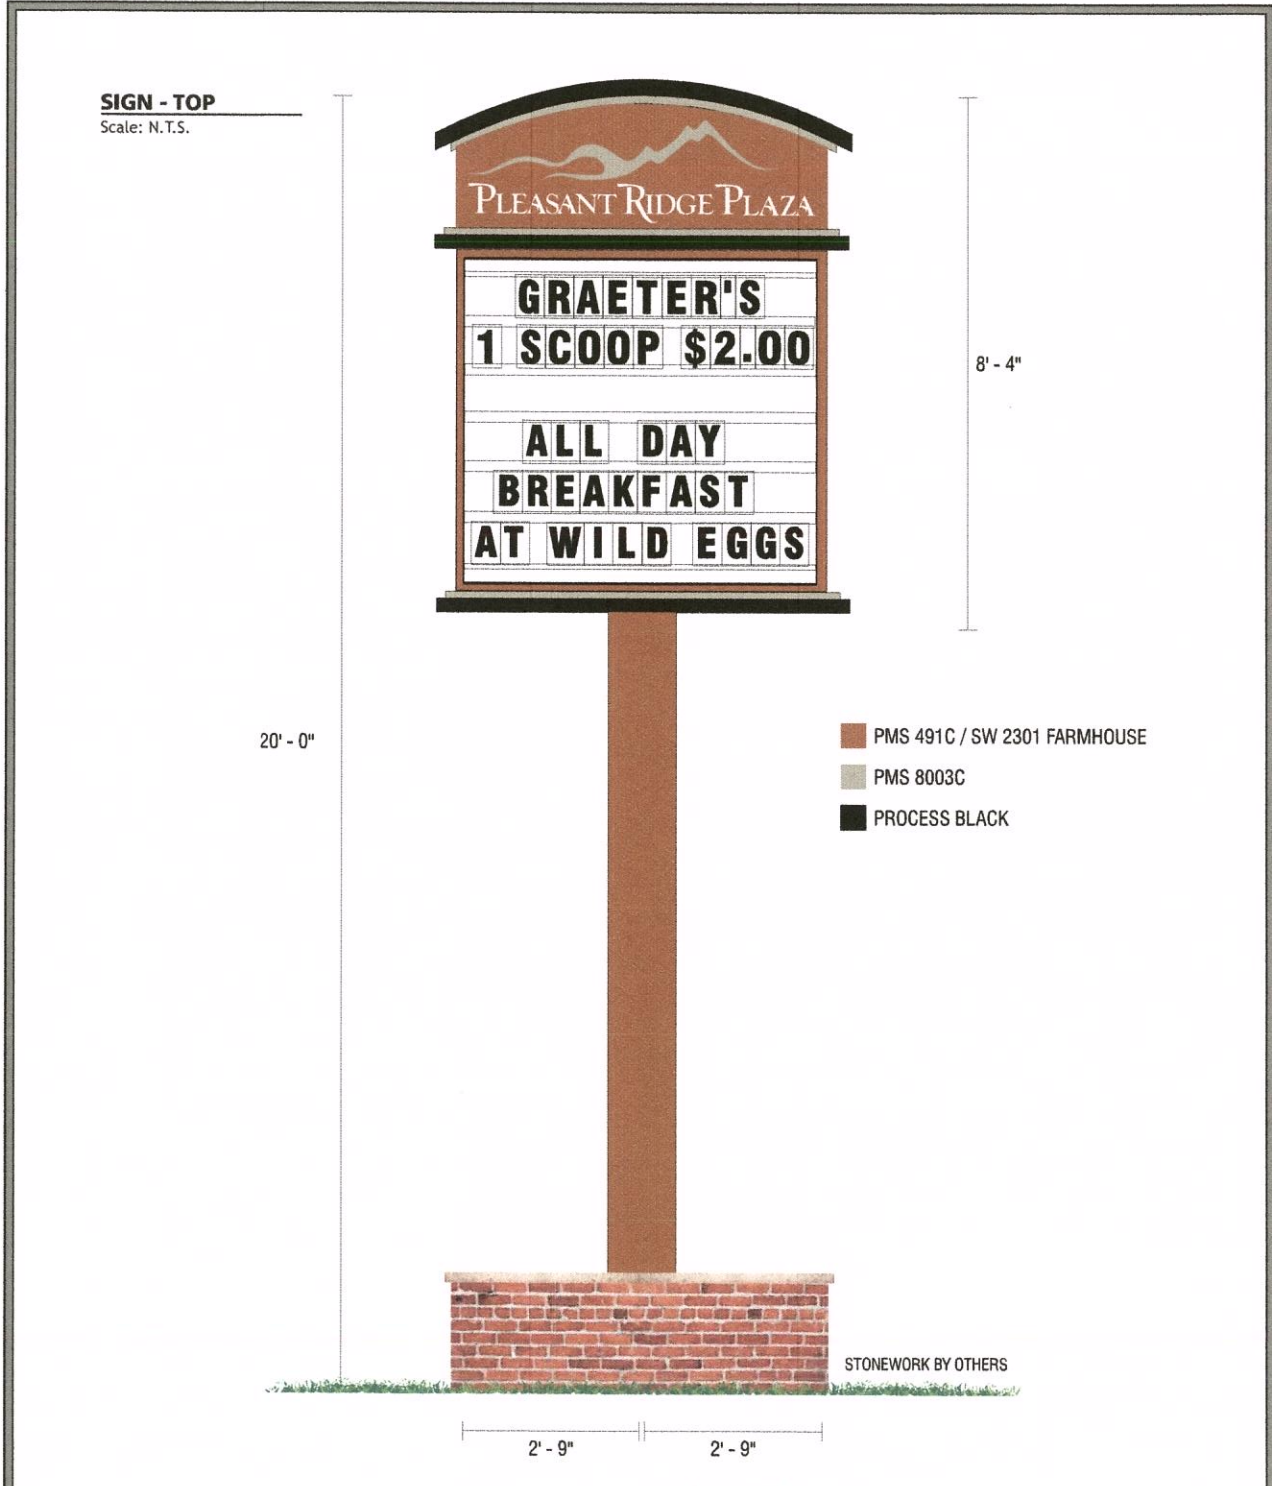 SIGN - TOP
Scale: N.T.S.
PLEASANT RIDGE PLAZA
GRAETER'S
1 SCOOP $2.00
ALL DAY
BREAKFAST
AT WILD EGGS
8' - 4"
20' - 0"
PMS 491C / SW 2301 FARMHOUSE
PMS 8003C
PROCESS BLACK
STONEWORK BY OTHERS
2' - 9" 2' - 9"